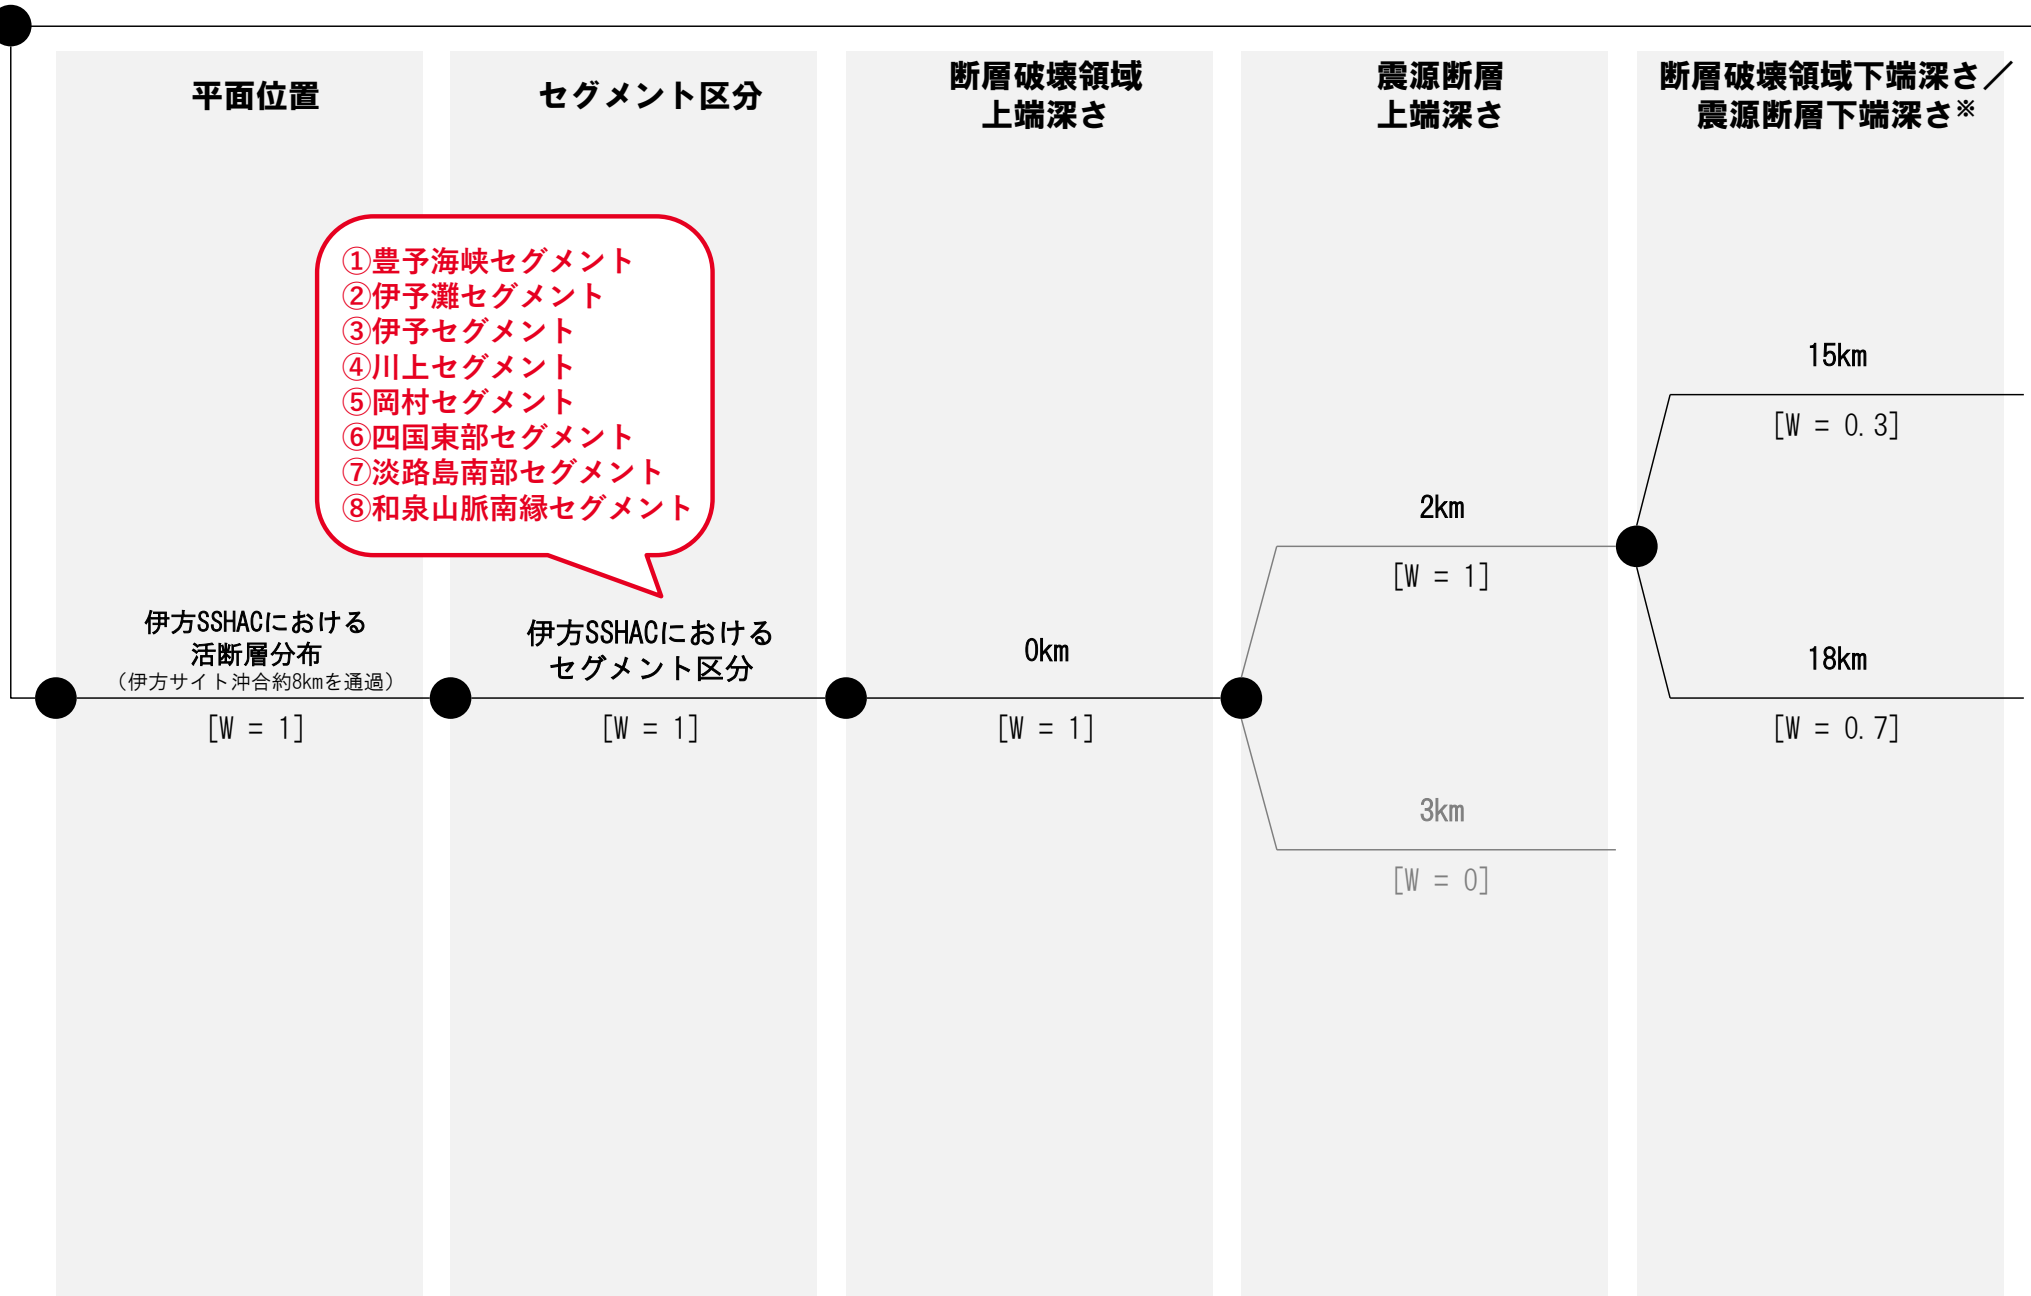 平面位置
セグメント区分
断層破壊領域
上端深さ
震源断層
上端深さ
断層破壊領域下端深さ／
震源断層下端深さ※
①豊予海峡セグメント
②伊予灘セグメント
③伊予セグメント
④川上セグメント
⑤岡村セグメント
⑥四国東部セグメント
⑦淡路島南部セグメント
⑧和泉山脈南縁セグメント
伊方SSHACにおける
活断層分布
（伊方サイト沖合約8kmを通過）
[W = 1]
伊方SSHACにおける
セグメント区分
[W = 1]
0km
[W = 1]
2km
[W = 1]
3km
[W = 0]
15km
[W = 0.3]
18km
[W = 0.7]